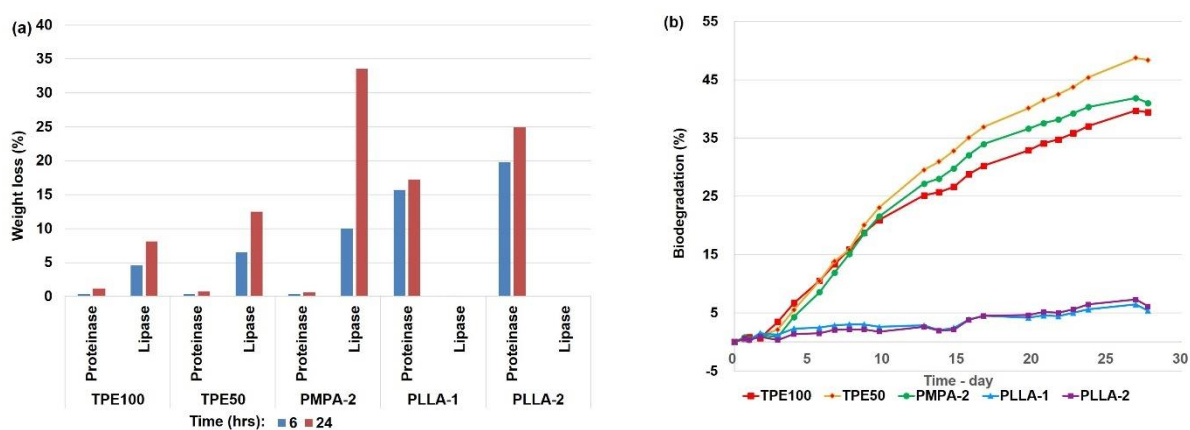 (a)
40
35
30
25
20
15
10
5
0
Weight loss (%)
Proteinase
Lipase
Proteinase
Lipase
Proteinase
Lipase
Proteinase
Lipase
Proteinase
Lipase
TPE100 TPE50 PMPA-2 PLLA-1 PLLA-2
Time (hrs): 6 24
(b)
55
45
35
25
15
5
-5
Biodegradation (%)
0 5 10 15 20 25 30
Time - day
TPE100 TPE50 PMPA-2 PLLA-1 PLLA-2